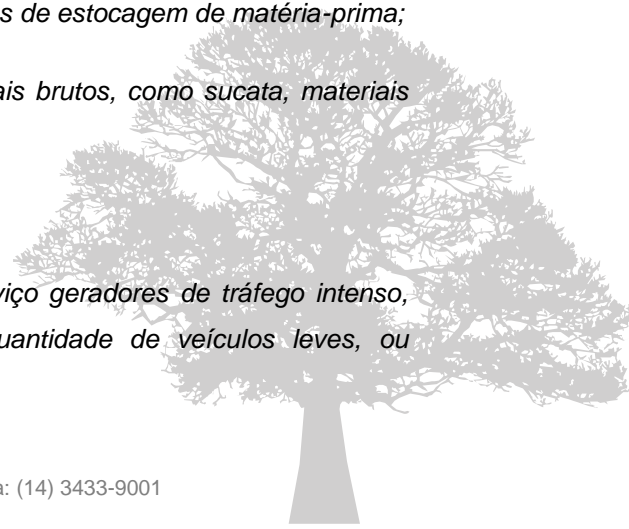 s de estocagem de matéria-prima;
ais brutos, como sucata, materiais
viço geradores de tráfego intenso,
uantidade de veículos leves, ou
a: (14) 3433-9001